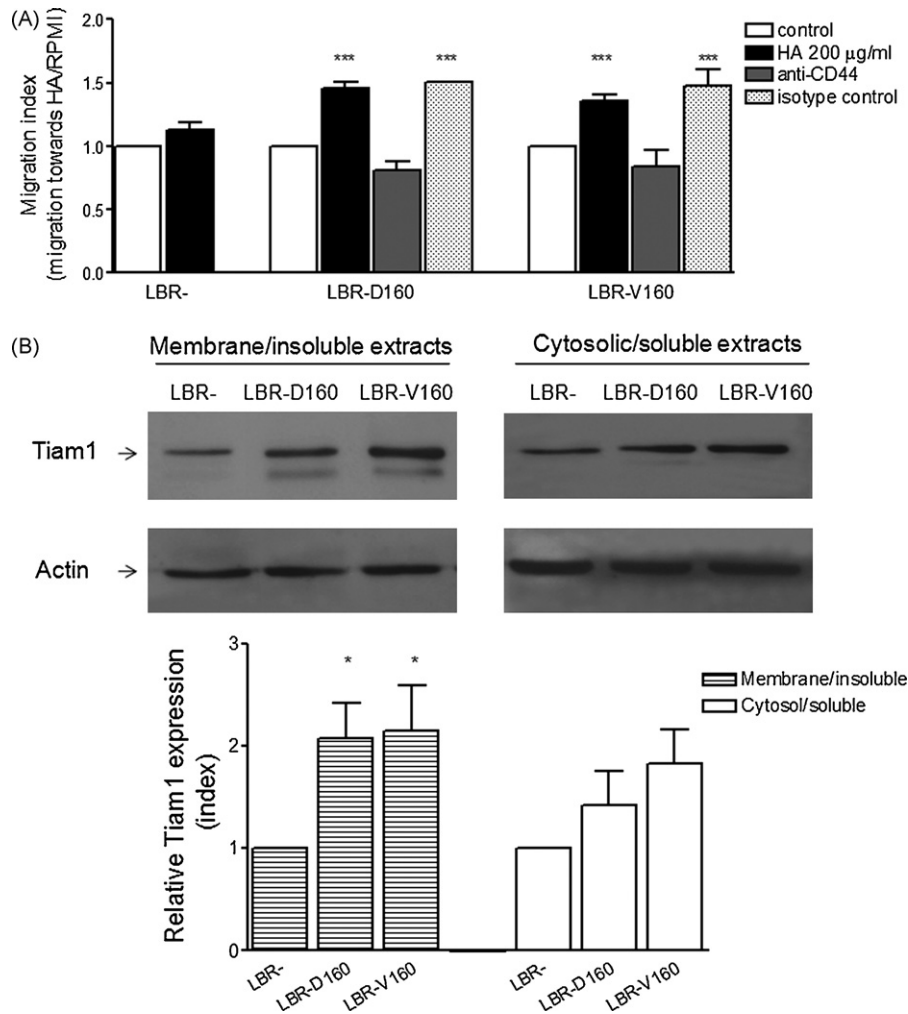 (A)
Migration index
(migration towards HA/RPMI)
2.0
1.5
1.0
0.5
0.0
***
***
***
***
control
HA 200 µg/ml
anti-CD44
isotype control
LBR-
LBR-D160
LBR-V160
(B)
Membrane/insoluble extracts
Cytosolic/soluble extracts
LBR-
LBR-D160
LBR-V160
LBR-
LBR-D160
LBR-V160
Tiam1 →
Actin →
Relative Tiam 1 expression
(index)
3
2
1
0
*
*
Membrane/insoluble
Cytosol/soluble
LBR-
LBR-D160
LBR-V160
LBR-
LBR-D160
LBR-V160